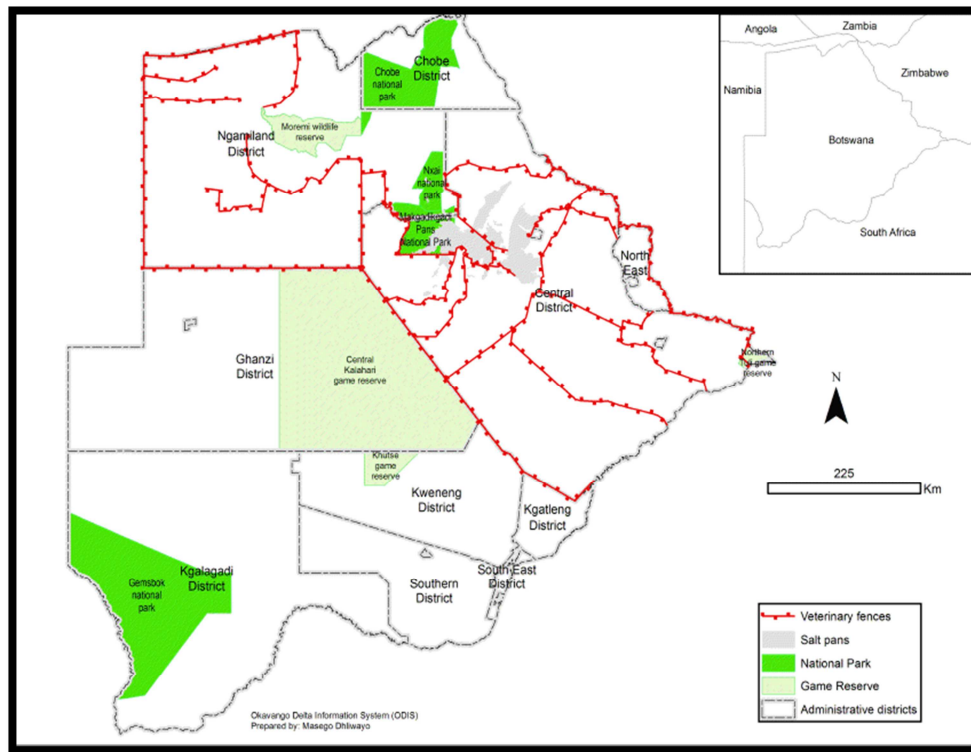 Angola
Zambia
Namibia
Zimbabwe
Botswana
South Africa
Chobe
District
Chobe
national
park
Moremi wildlife
reserve
Ngamiland
District
Nxai
national
park
Makgadikgadi
Pans
National Park
North
East
Central
District
Ghanzi
District
Central
Kalahari
game reserve
Northern
Tuli game
reserve
Khutse
game
reserve
Kweneng
District
Kgatleng
District
Kgalagadi
District
Gemsbok
national
park
Southern
District
South East
District
N
225
Km
Veterinary fences
Salt pans
National Park
Game Reserve
Administrative districts
Okavango Delta Information System (ODIS)
Prepared by: Masego Dhliwayo